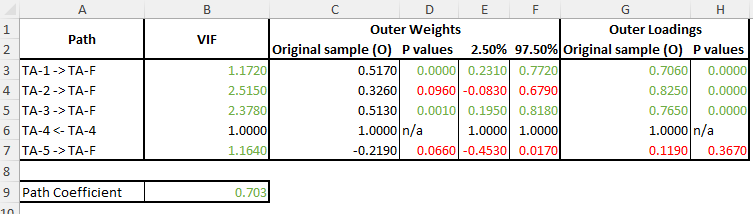 A B C D E F G H
1 Outer Weights Outer Loadings
Path VIF
2 Original sample (O) P values 2.50% 97.50% Original sample (O) P values
3 TA-1 -> TA-F 1.1720 0.5170 0.0000 0.2310 0.7720 0.7060 0.0000
4 TA-2 -> TA-F 2.5150 0.3260 0.0960 -0.0830 0.6790 0.8250 0.0000
5 TA-3 -> TA-F 2.3780 0.5130 0.0010 0.1950 0.8180 0.7650 0.0000
6 TA-4 <- TA-4 1.0000 1.0000 n/a 1.0000 1.0000 1.0000 n/a
7 TA-5 -> TA-F 1.1640 -0.2190 0.0660 -0.4530 0.0170 0.1190 0.3670
8
9 Path Coefficient 0.703
10